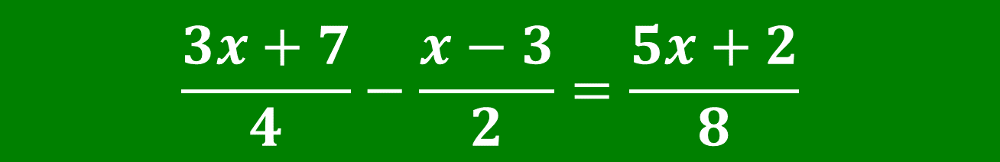 3x + 7 x − 3 5x + 2
− =
4 2 8